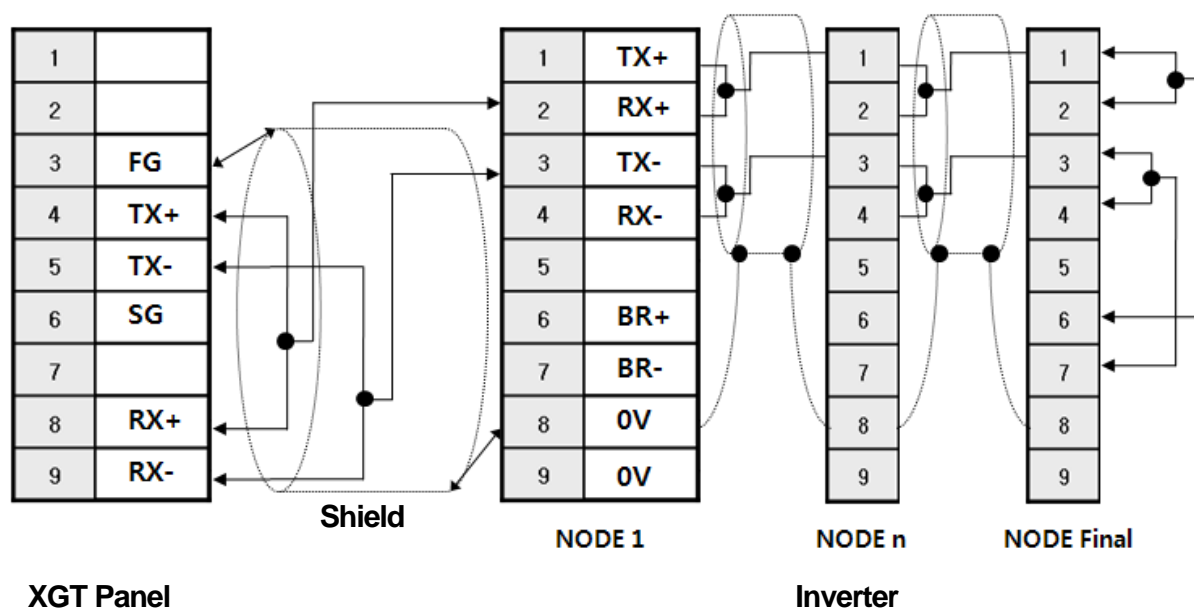 1
2
3 FG
4 TX+
5 TX-
6 SG
7
8 RX+
9 RX-
XGT Panel
Shield
1 TX+
2 RX+
3 TX-
4 RX-
5
6 BR+
7 BR-
8 0V
9 0V
NODE 1
1
2
3
4
5
6
7
8
9
NODE n
1
2
3
4
5
6
7
8
9
NODE Final
Inverter